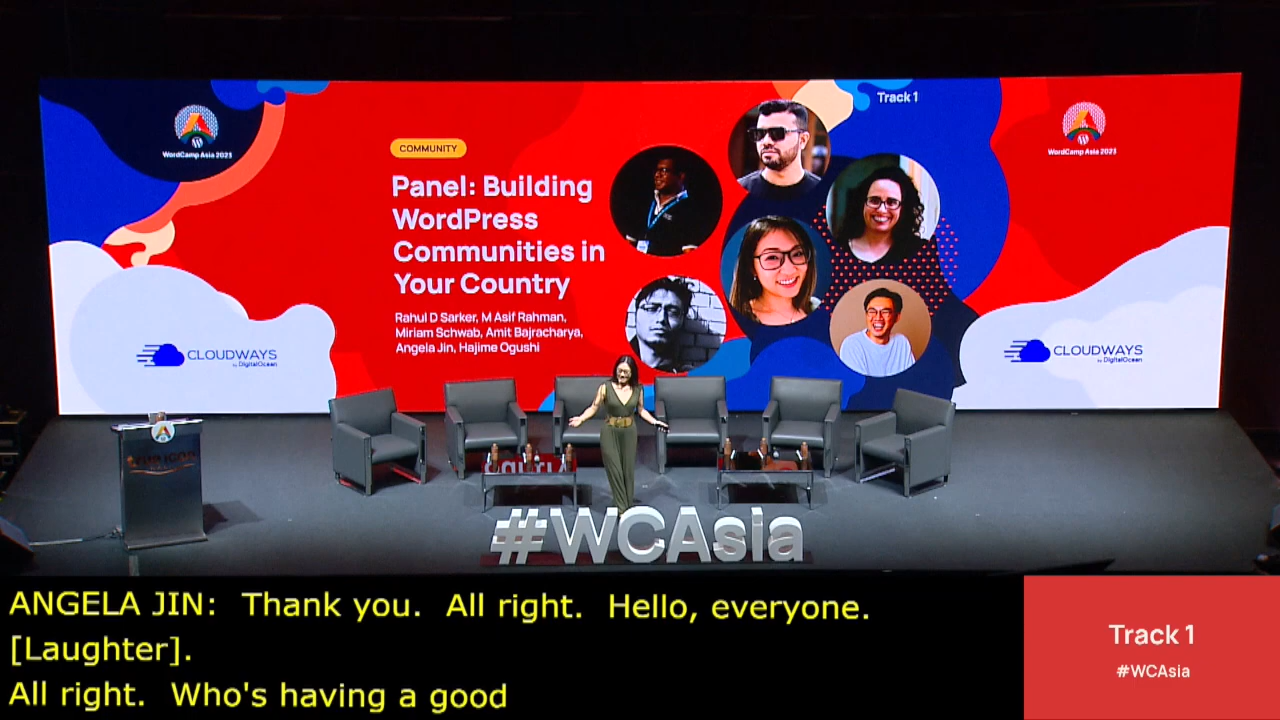 Track 1
WordCamp Asia 2023
WordCamp Asia 2023
COMMUNITY
Panel: Building
WordPress
Communities in
Your Country
Rahul D Sarker, M Asif Rahman,
Miriam Schwab, Amit Bajracharya,
Angela Jin, Hajime Ogushi
CLOUDWAYS
by DigitalOcean
CLOUDWAYS
by DigitalOcean
#WCAsia
ANGELA JIN:  Thank you.  All right.  Hello, everyone.
[Laughter].
All right.  Who's having a good
Track 1
#WCAsia